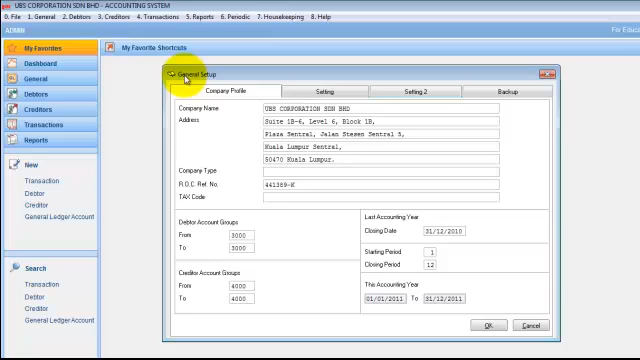 UBS CORPORATION SDN BHD - ACCOUNTING SYSTEM
0. File 1. General 2. Debtors 3. Creditors 4. Transactions 5. Reports 6. Periodic 7. Housekeeping 8. Help
ADMIN
For Educa
My Favorites
My Favorite Shortcuts
Dashboard
General
Debtors
Creditors
Transactions
Reports
New
Transaction
Debtor
Creditor
General Ledger Account
Search
Transaction
Debtor
Creditor
General Ledger Account
General Setup
Company Profile Setting Setting 2 Backup
Company Name UBS CORPORATION SDN BHD
Address Suite 1B-6, Level 6, Block 1B,
Plaza Sentral, Jalan Stesen Sentral 5,
Kuala Lumpur Sentral,
50470 Kuala Lumpur.
Company Type
R.O.C. Ref. No. 441389-K
TAX Code
Debtor Account Groups
From 3000
To 3000
Creditor Account Groups
From 4000
To 4000
Last Accounting Year
Closing Date 31/12/2010
Starting Period 1
Closing Period 12
This Accounting Year
01/01/2011 To 31/12/2011
OK Cancel